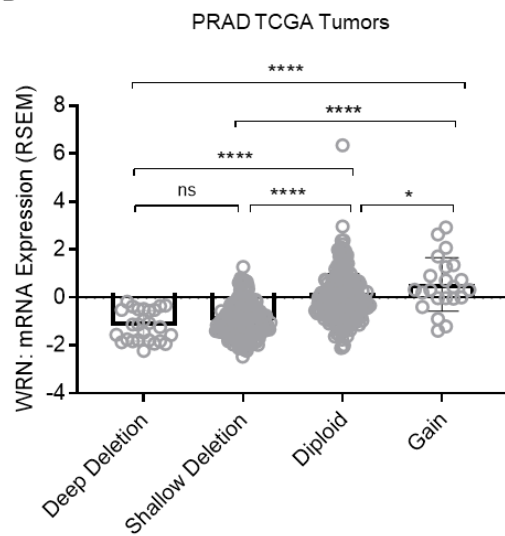 PRAD TCGA Tumors
****
****
****
ns
****
*
WRN: mRNA Expression (RSEM)
8
6
4
2
0
-2
-4
Deep Deletion
Shallow Deletion
Diploid
Gain